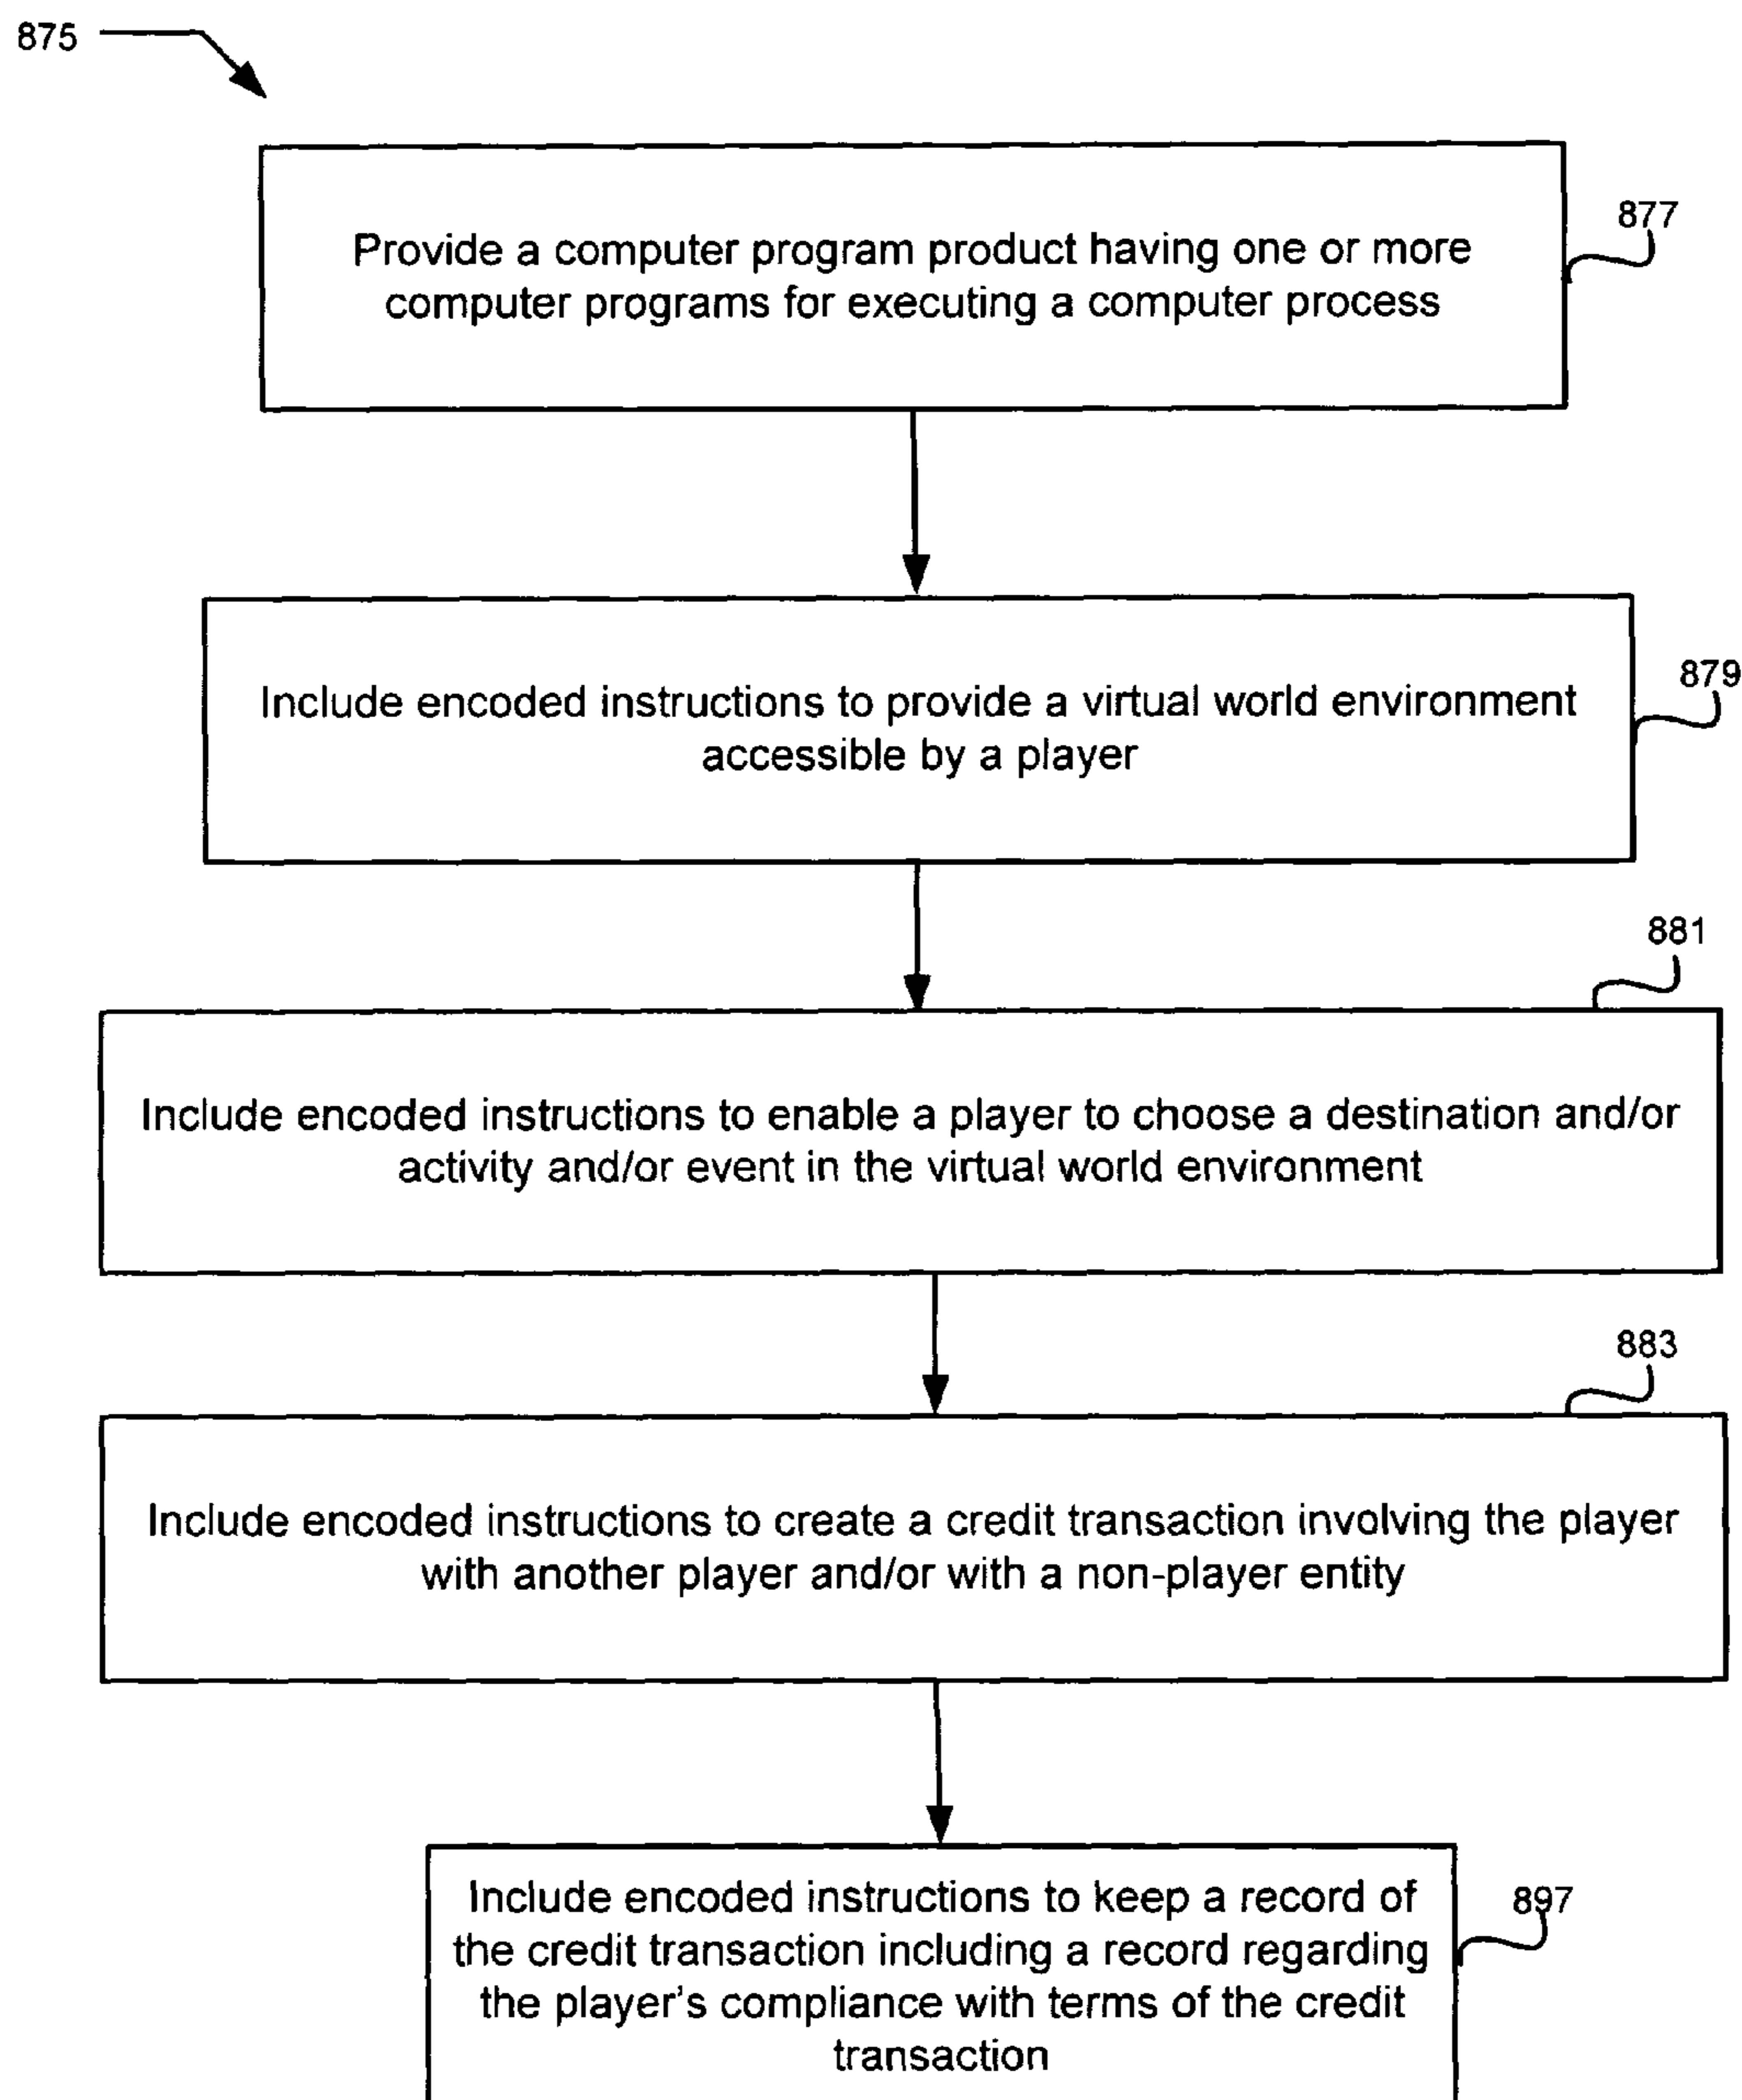 875
877
Provide a computer program product having one or more
computer programs for executing a computer process
879
Include encoded instructions to provide a virtual world environment
accessible by a player
881
Include encoded instructions to enable a player to choose a destination and/or
activity and/or event in the virtual world environment
883
Include encoded instructions to create a credit transaction involving the player
with another player and/or with a non-player entity
897
Include encoded instructions to keep a record of
the credit transaction including a record regarding
the player's compliance with terms of the credit
transaction